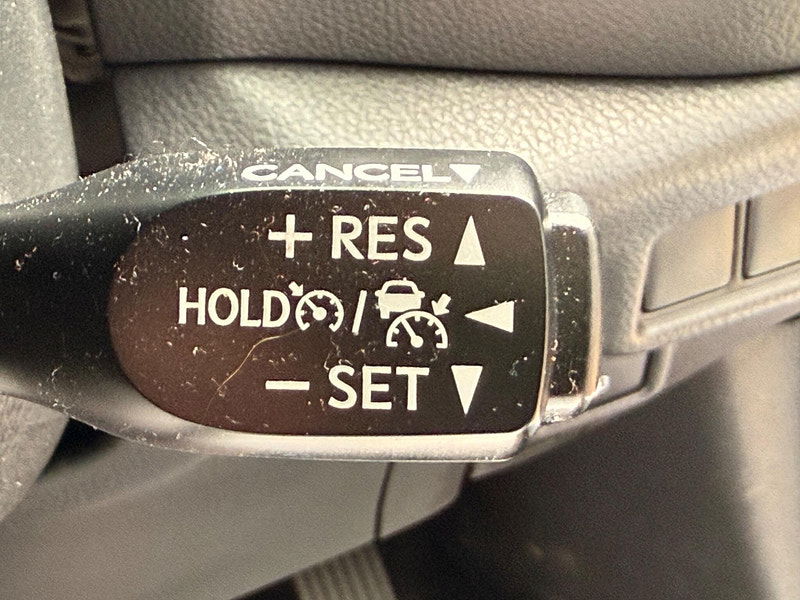 CANCEL▼
+ RES ▲
HOLD / ◀
− SET ▼